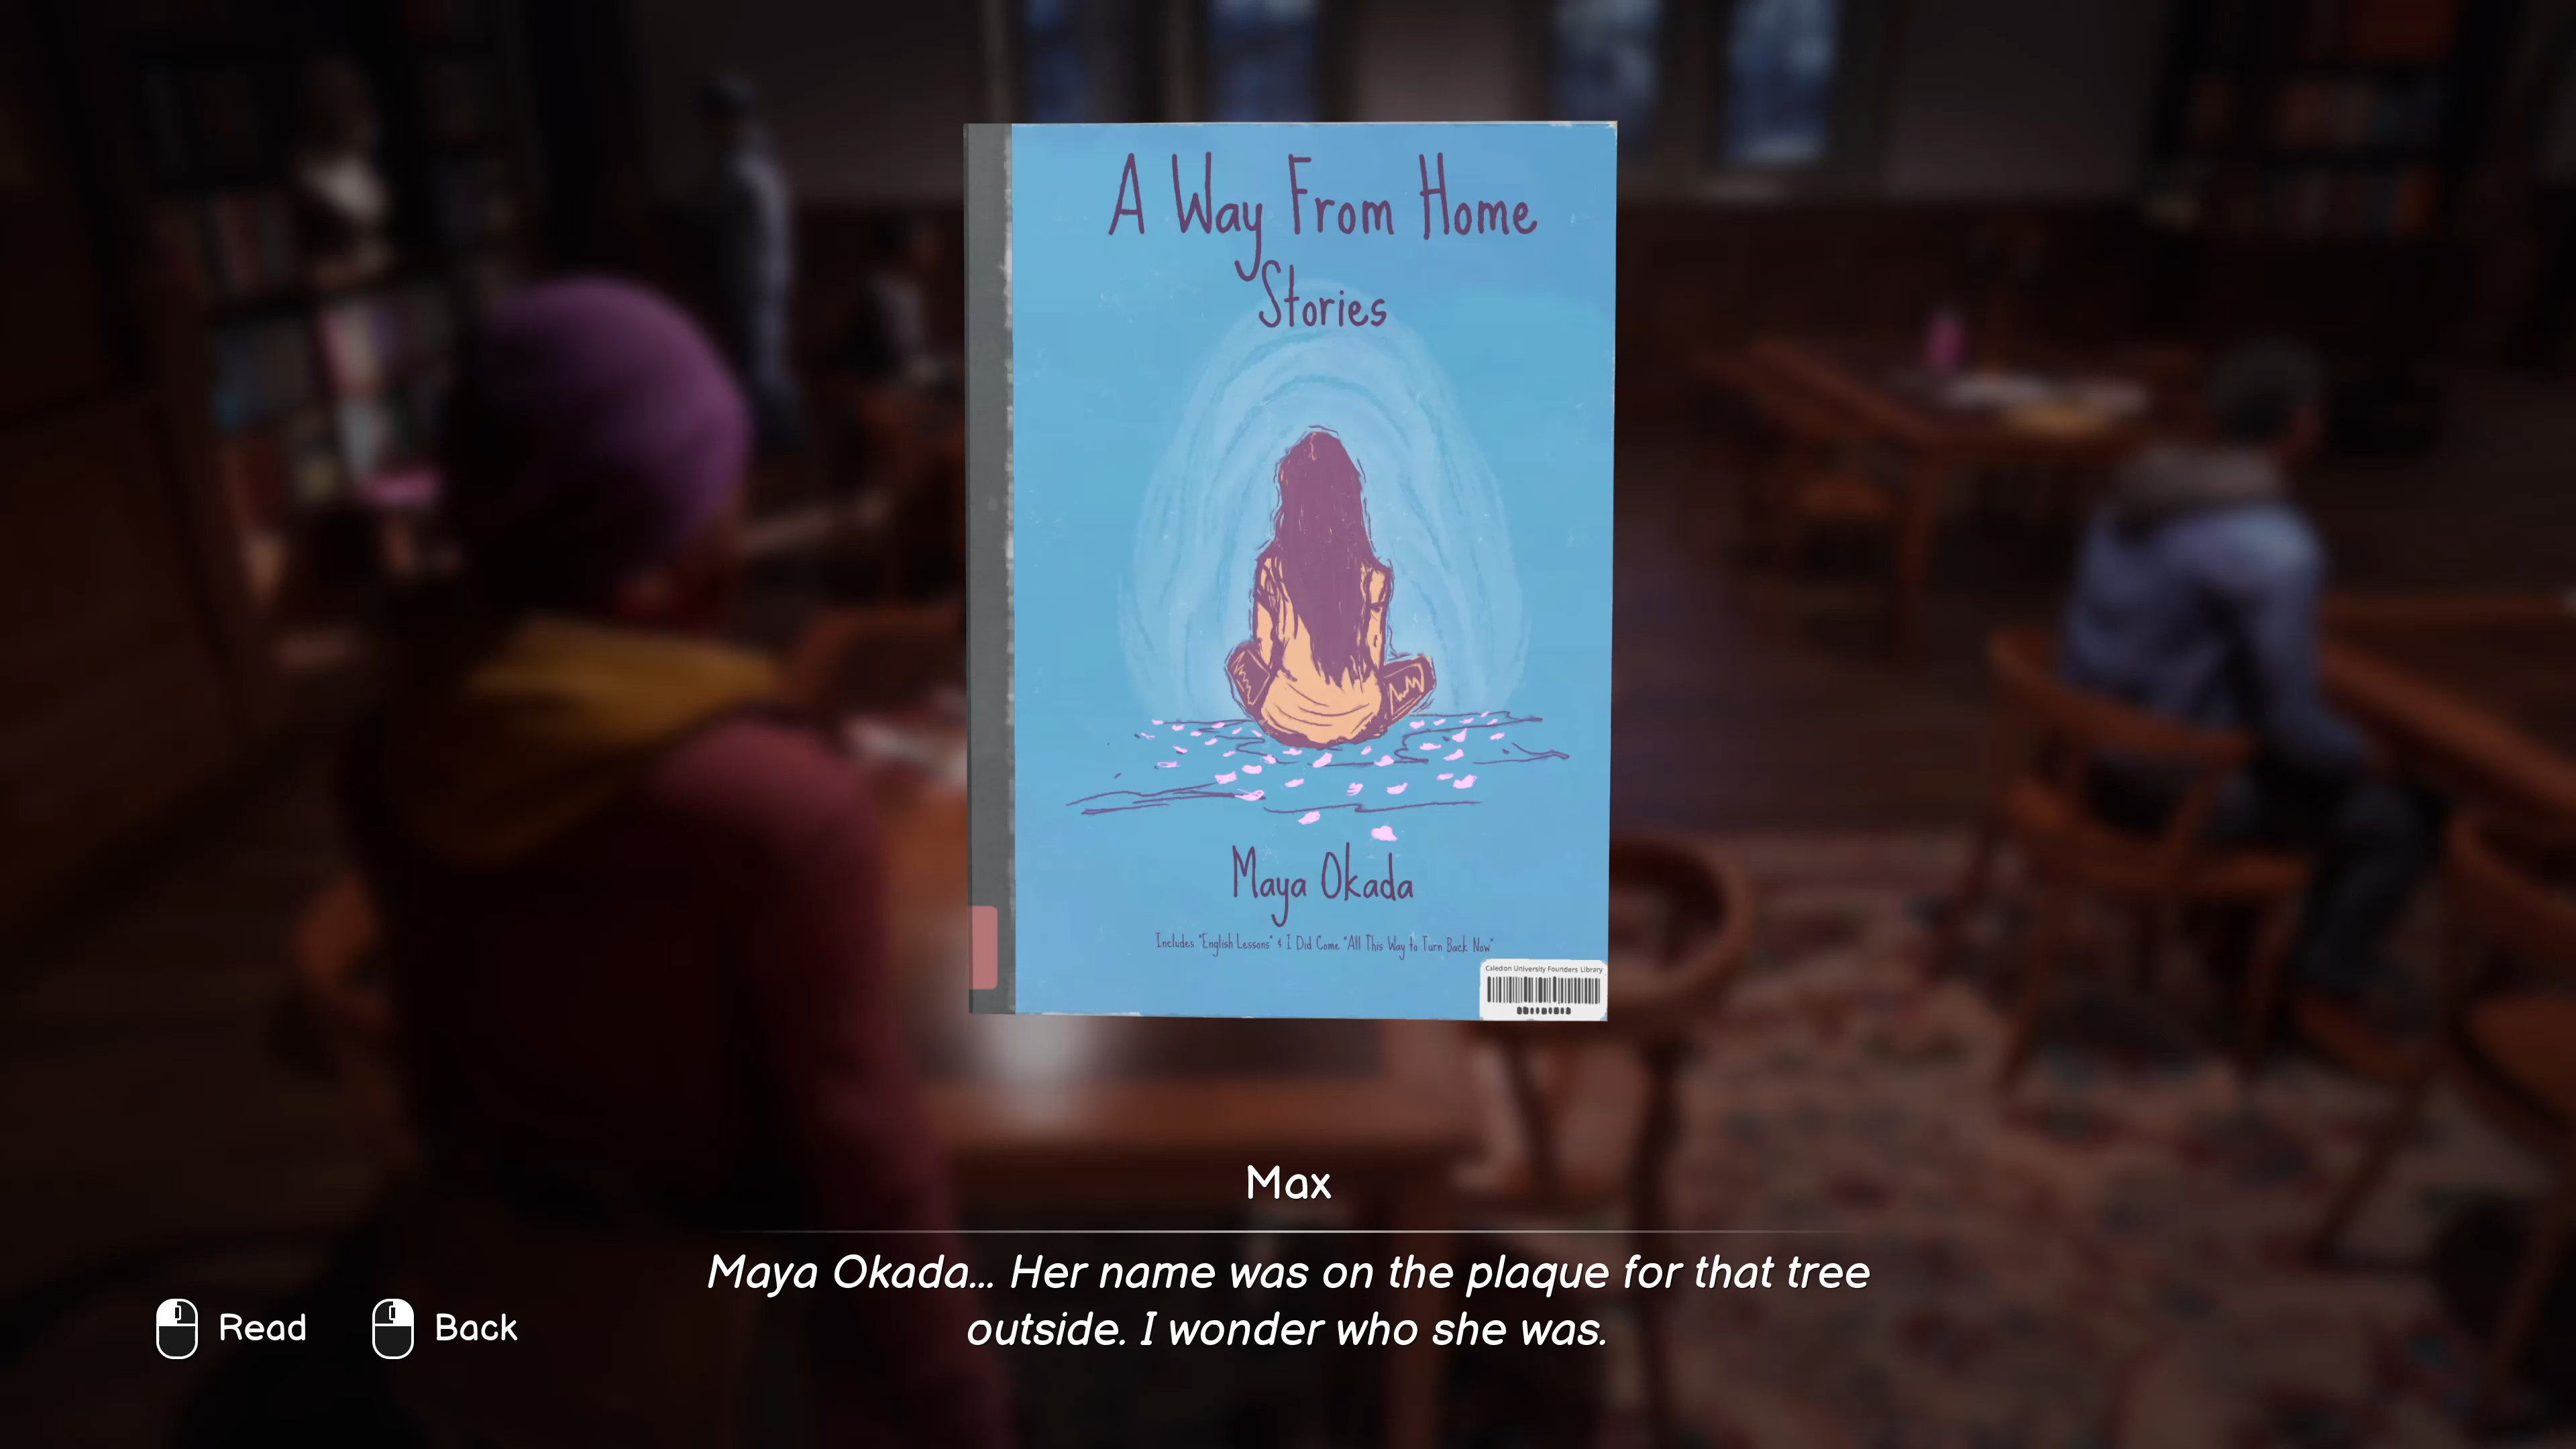 A Way From Home
Stories
Maya Okada
Includes "English Lessons" & I Did Come "All This Way to Turn Back Now"
Caledon University Founders Library
Max
Maya Okada... Her name was on the plaque for that tree
outside. I wonder who she was.
Read
Back